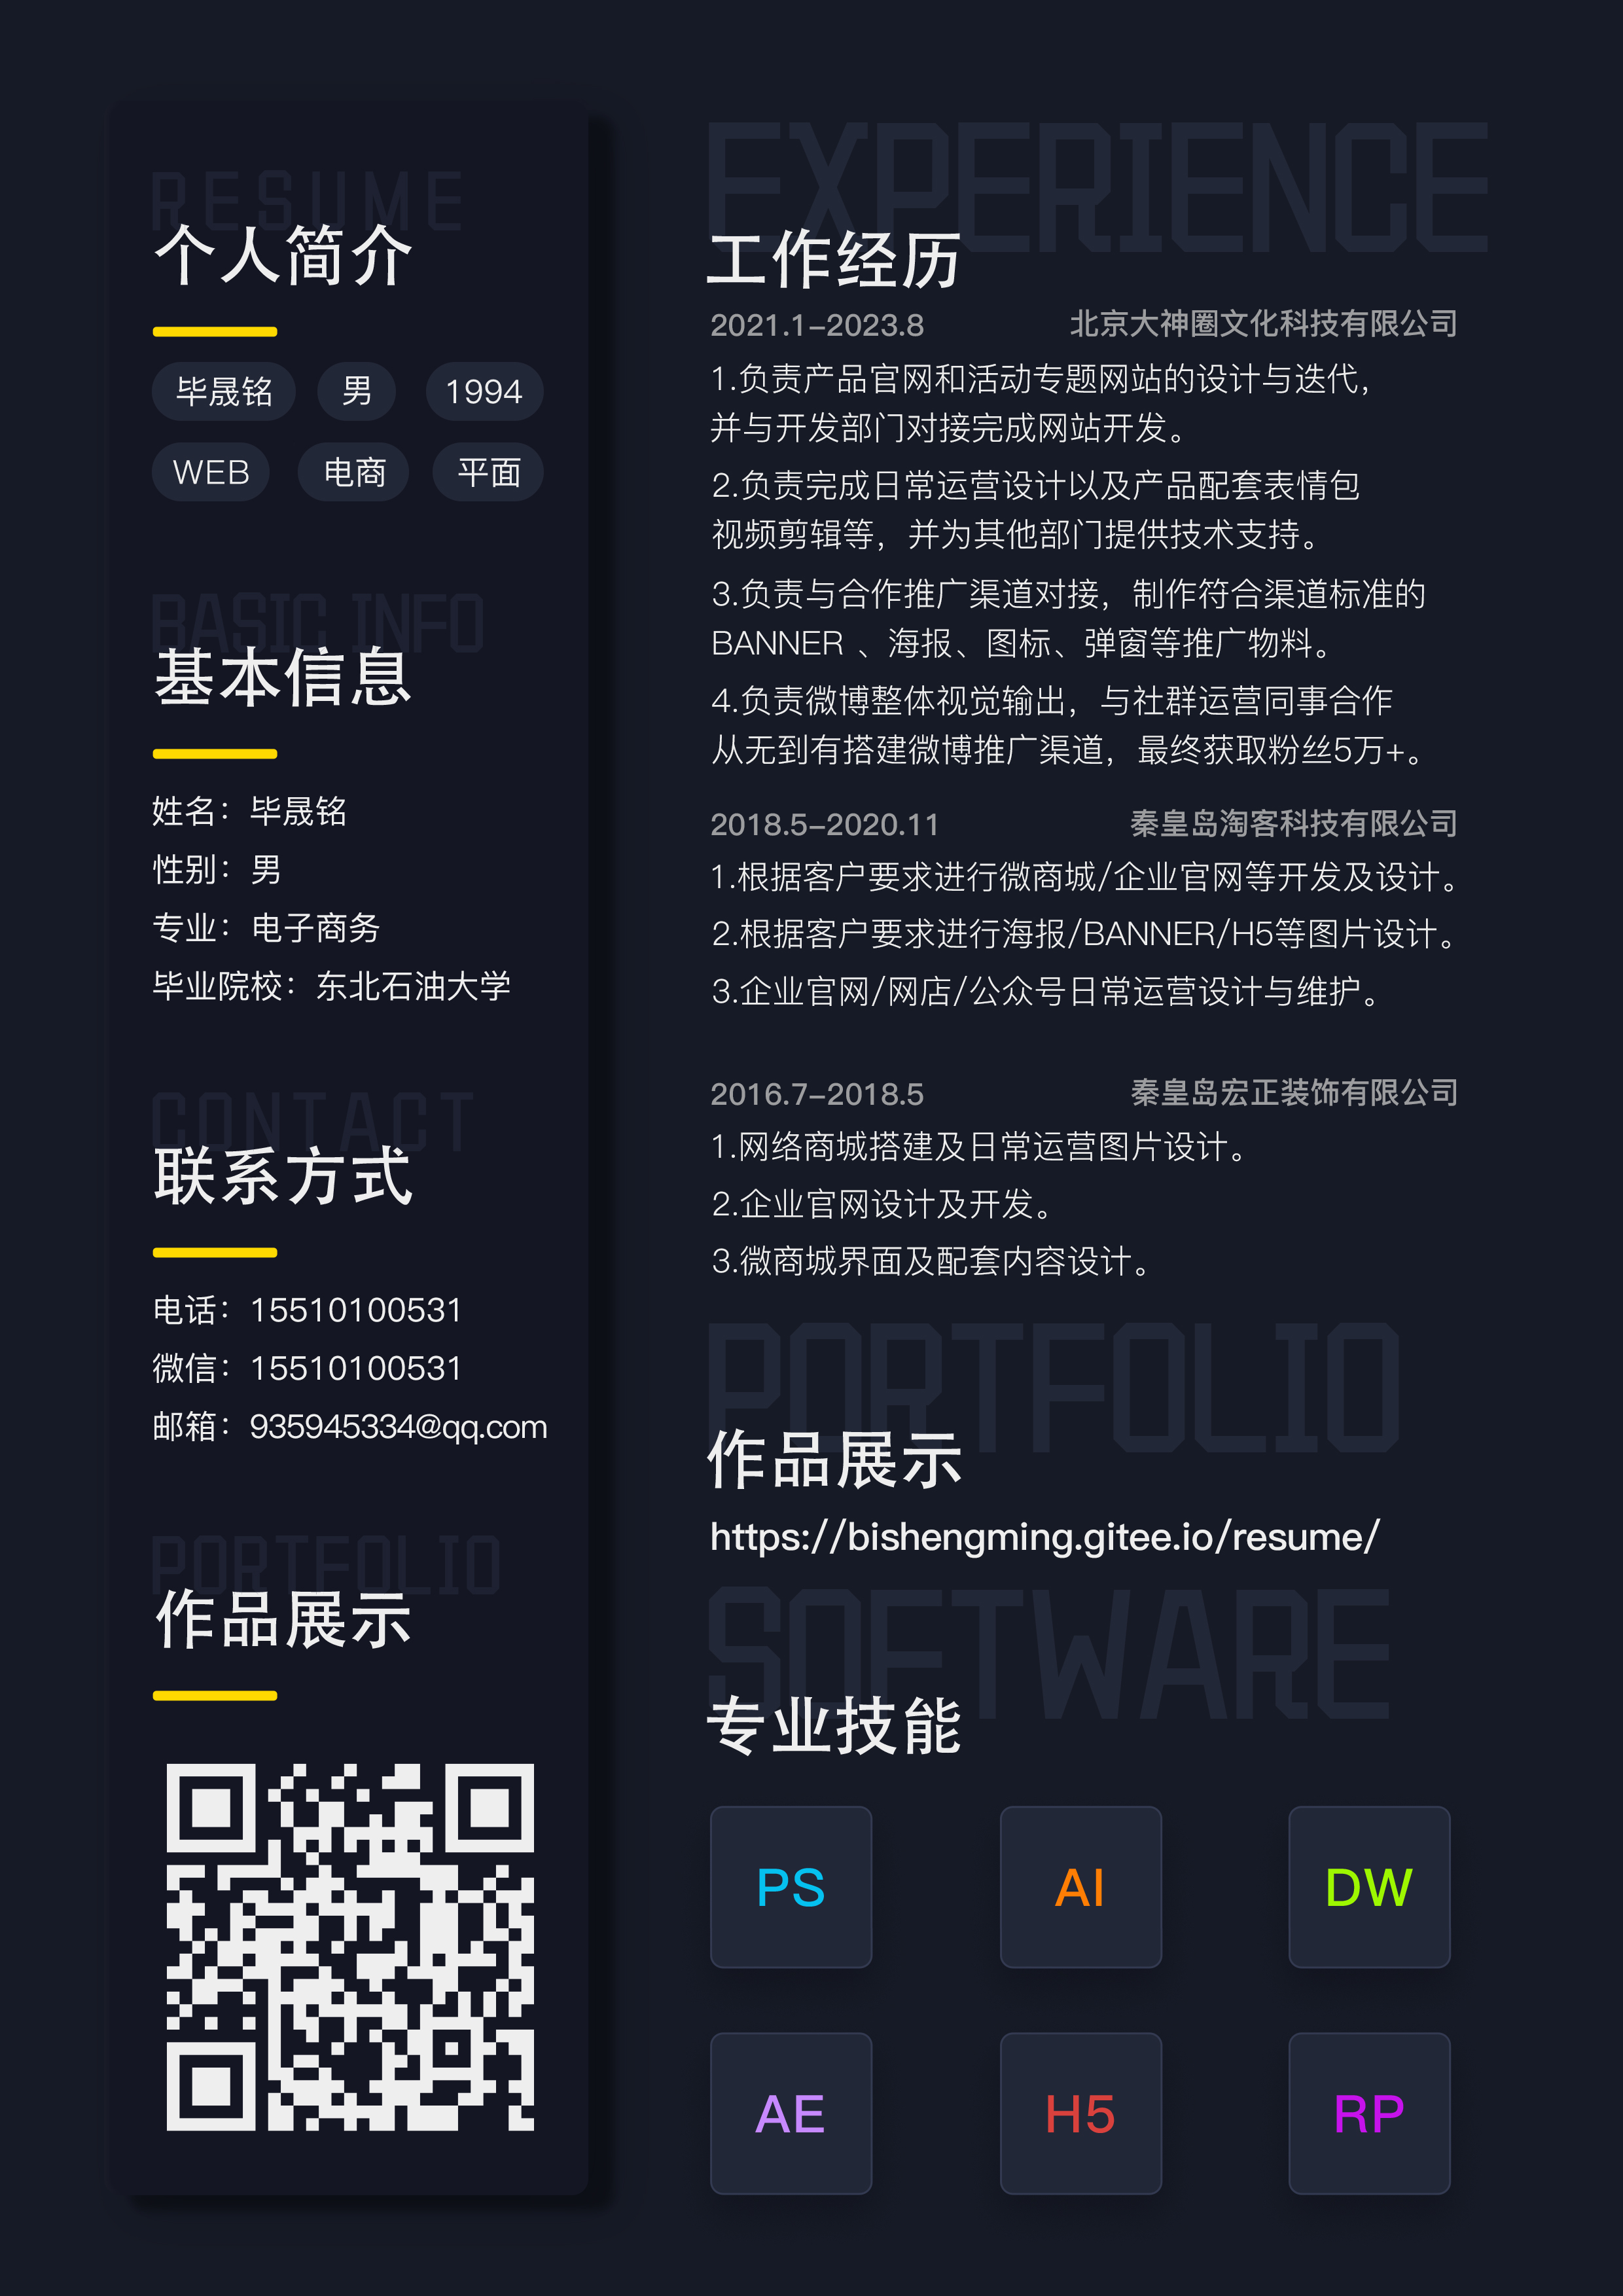 RESUME
个人简介
毕晟铭 男 1994
WEB 电商 平面
BASIC INFO
基本信息
姓名：毕晟铭
性别：男
专业：电子商务
毕业院校：东北石油大学
CONTACT
联系方式
电话：15510100531
微信：15510100531
邮箱：935945334@qq.com
PORTFOLIO
作品展示
EXPERIENCE
工作经历
2021.1–2023.8 北京大神圈文化科技有限公司
1.负责产品官网和活动专题网站的设计与迭代，
并与开发部门对接完成网站开发。
2.负责完成日常运营设计以及产品配套表情包
视频剪辑等，并为其他部门提供技术支持。
3.负责与合作推广渠道对接，制作符合渠道标准的
BANNER 、海报、图标、弹窗等推广物料。
4.负责微博整体视觉输出，与社群运营同事合作
从无到有搭建微博推广渠道，最终获取粉丝5万+。
2018.5–2020.11 秦皇岛淘客科技有限公司
1.根据客户要求进行微商城/企业官网等开发及设计。
2.根据客户要求进行海报/BANNER/H5等图片设计。
3.企业官网/网店/公众号日常运营设计与维护。
2016.7–2018.5 秦皇岛宏正装饰有限公司
1.网络商城搭建及日常运营图片设计。
2.企业官网设计及开发。
3.微商城界面及配套内容设计。
PORTFOLIO
作品展示
https://bishengming.gitee.io/resume/
SOFTWARE
专业技能
PS AI DW
AE H5 RP